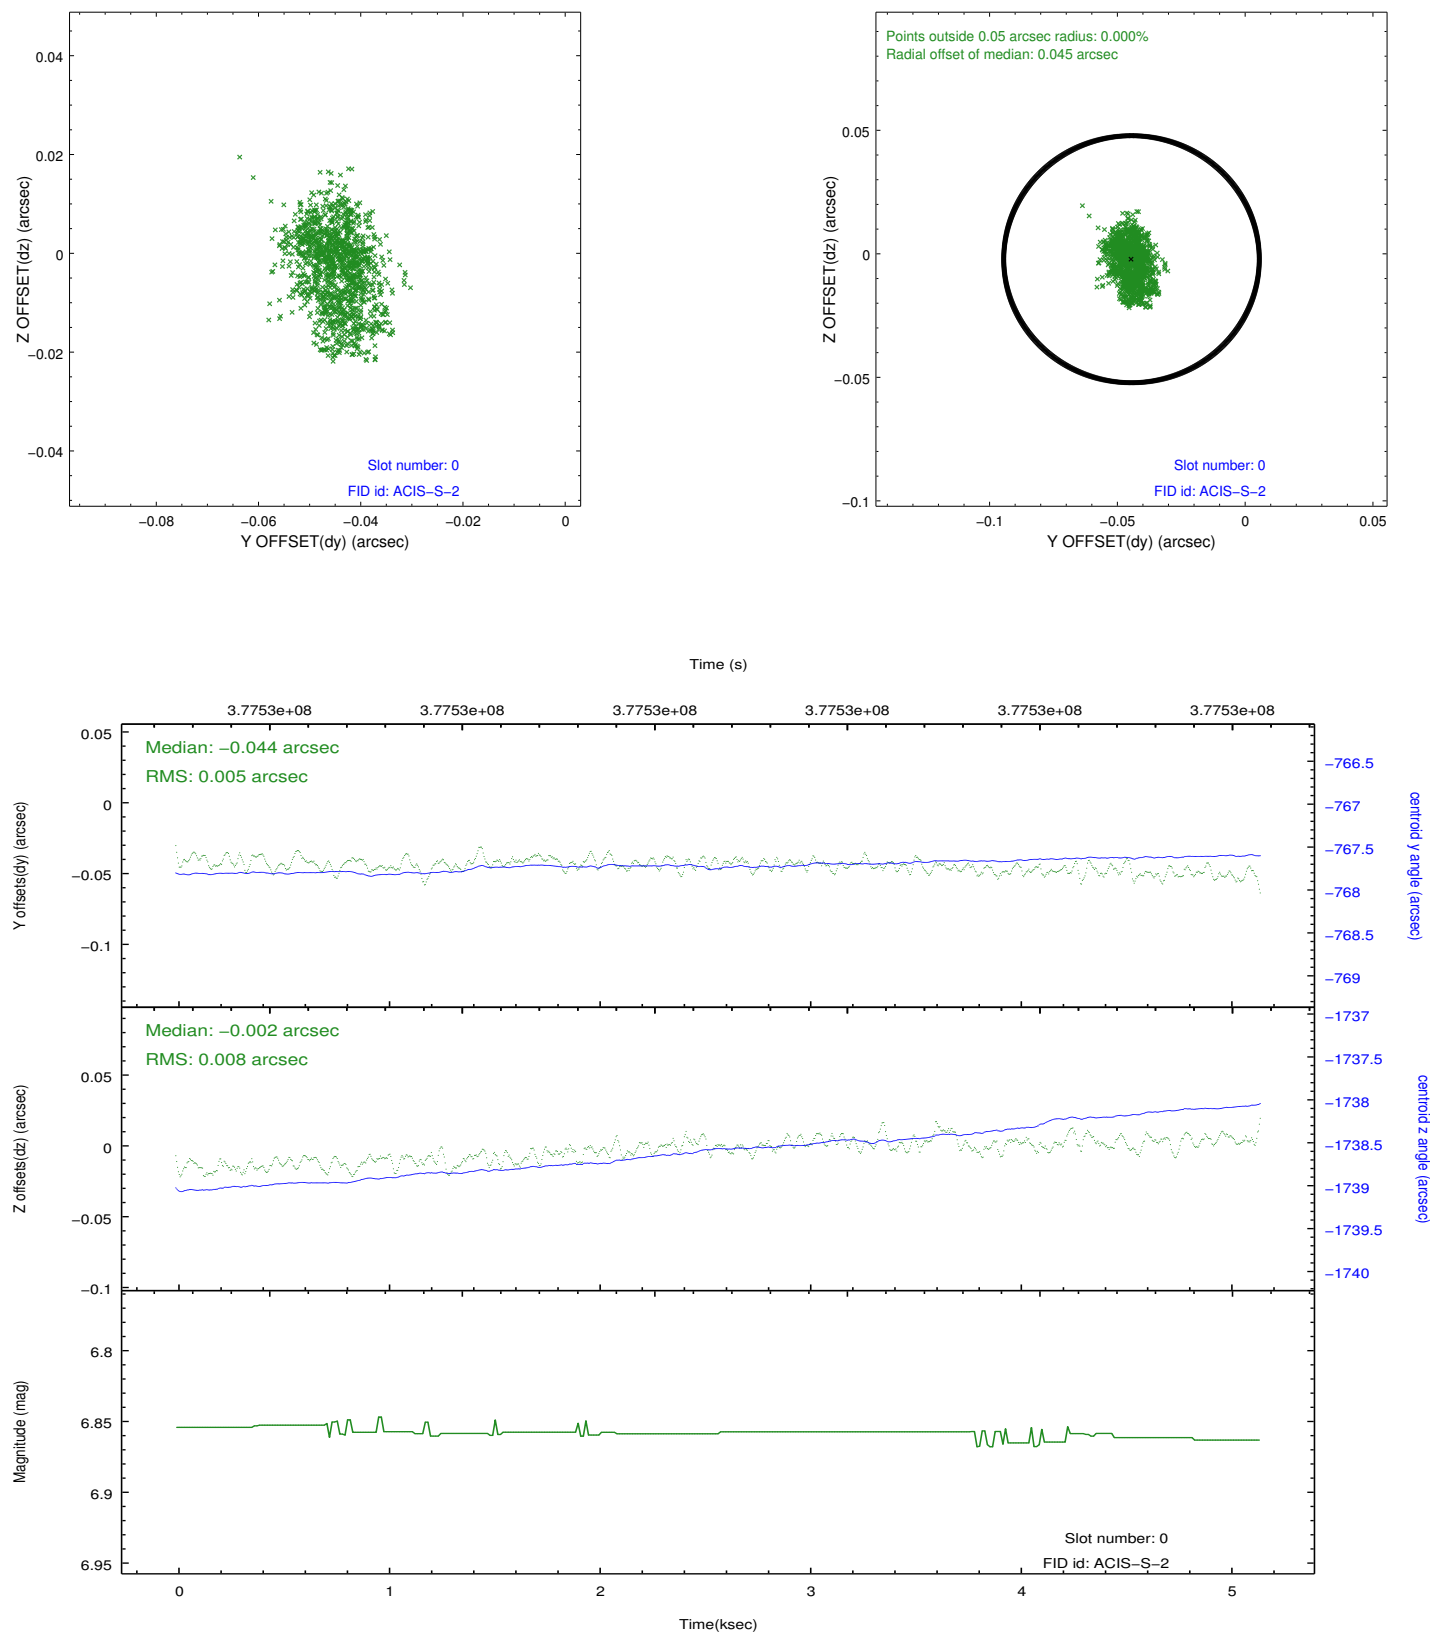 0.04
0.02
0
−0.02
−0.04
Z OFFSET(dz) (arcsec)
Slot number: 0
FID id: ACIS−S−2
−0.08
−0.06
−0.04
−0.02
0
Y OFFSET(dy) (arcsec)
Points outside 0.05 arcsec radius: 0.000%
Radial offset of median: 0.045 arcsec
0.05
0
−0.05
−0.1
Z OFFSET(dz) (arcsec)
Slot number: 0
FID id: ACIS−S−2
−0.1
−0.05
0
0.05
Y OFFSET(dy) (arcsec)
Time (s)
3.7753e+08
3.7753e+08
3.7753e+08
3.7753e+08
3.7753e+08
3.7753e+08
Median: −0.044 arcsec
RMS: 0.005 arcsec
0.05
0
−0.05
−0.1
Y offsets(dy) (arcsec)
−766.5
−767
−767.5
−768
−768.5
−769
centroid y angle (arcsec)
Median: −0.002 arcsec
RMS: 0.008 arcsec
0.05
0
−0.05
−0.1
Z offsets(dz) (arcsec)
−1737
−1737.5
−1738
−1738.5
−1739
−1739.5
−1740
centroid z angle (arcsec)
6.8
6.85
6.9
6.95
Magnitude (mag)
Slot number: 0
FID id: ACIS−S−2
0
1
2
3
4
5
Time(ksec)